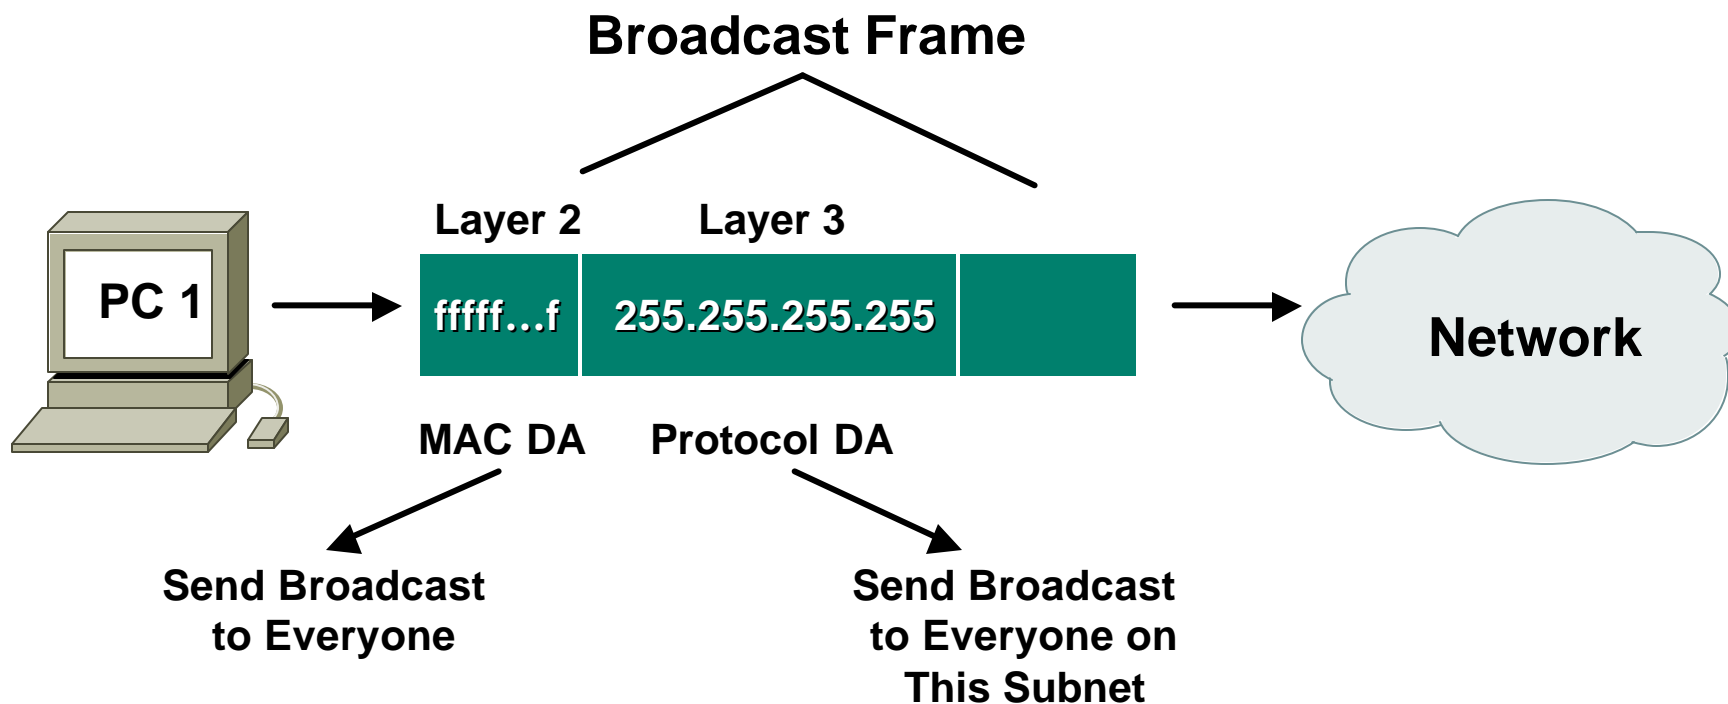 Broadcast Frame
Layer 2
Layer 3
PC 1
fffff...f
255.255.255.255
Network
MAC DA
Protocol DA
Send Broadcast
to Everyone
Send Broadcast
to Everyone on
This Subnet